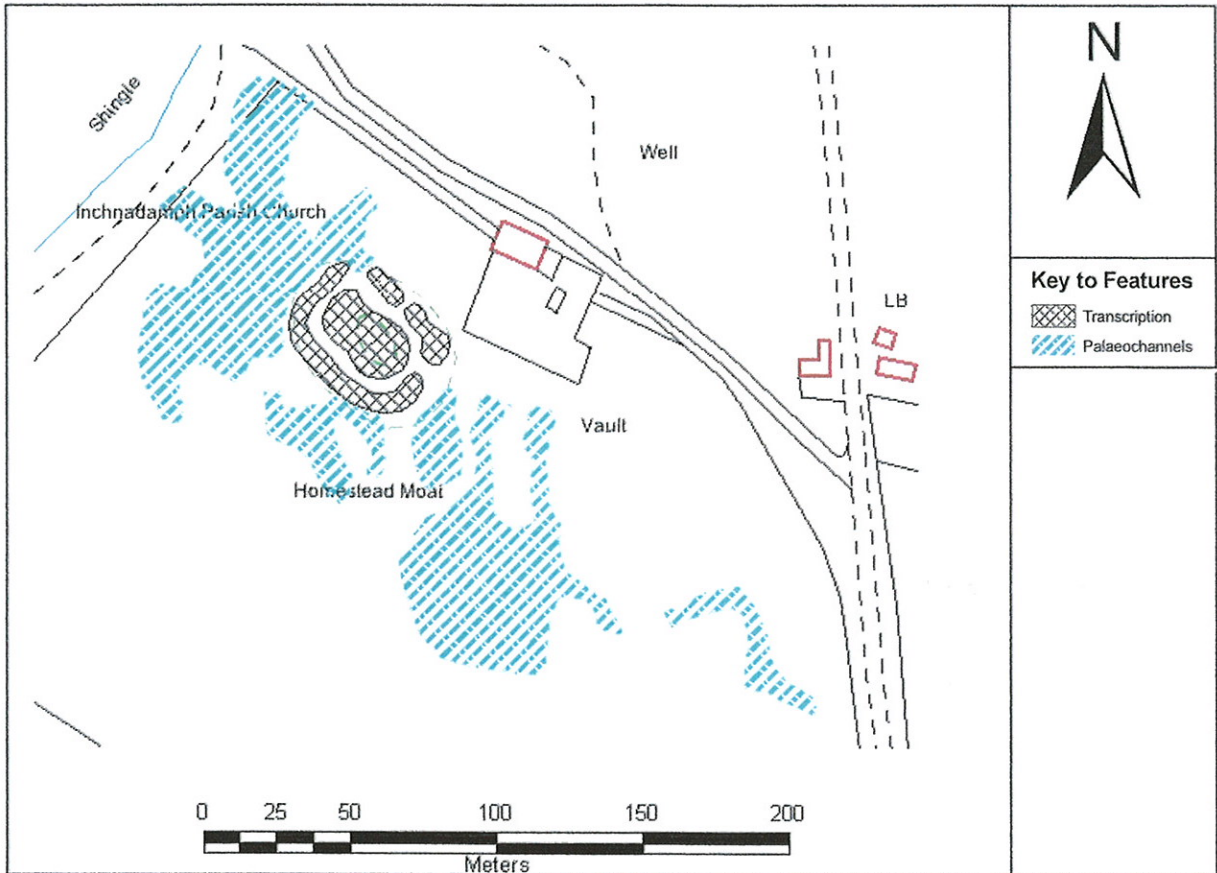 N
Shingle
Well
Inchnadamph Parish Church
Key to Features
LB
Transcription
Palaeochannels
Vault
Homestead Moat
0 25 50 100 150 200
Meters